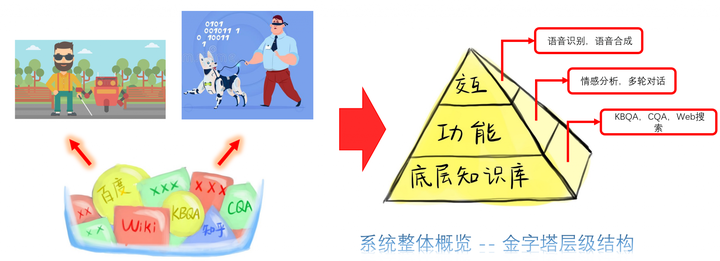 0101
001011 1
0 10011
1
百度
xxx
xxx
xx
KBQA
CQA
xx
Wiki
知乎
交互
功能
底层知识库
语音识别，语音合成
情感分析，多轮对话
KBQA，CQA，Web搜
索
系统整体概览 -- 金字塔层级结构